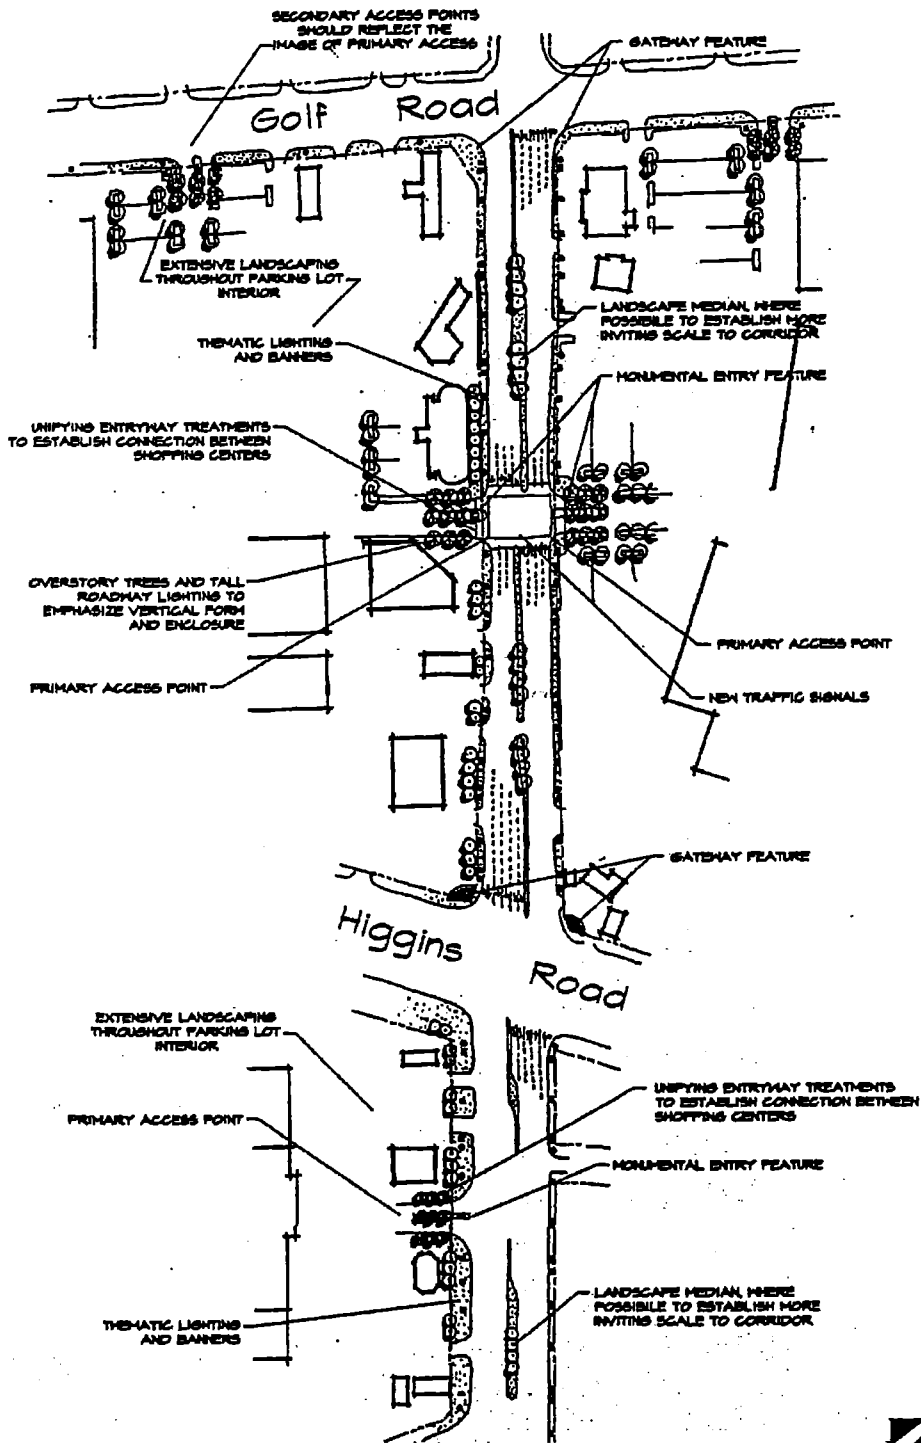 SECONDARY ACCESS POINTS
SHOULD REFLECT THE
IMAGE OF PRIMARY ACCESS
GATEWAY FEATURE
Golf Road
EXTENSIVE LANDSCAPING
THROUGHOUT PARKING LOT
INTERIOR
LANDSCAPE MEDIAN, WHERE
POSSIBILE TO ESTABLISH MORE
INVITING SCALE TO CORRIDOR
THEMATIC LIGHTING
AND BANNERS
MONUMENTAL ENTRY FEATURE
UNIFYING ENTRYWAY TREATMENTS
TO ESTABLISH CONNECTION BETWEEN
SHOPPING CENTERS
OVERSTORY TREES AND TALL
ROADWAY LIGHTING TO
EMPHASIZE VERTICAL FORM
AND ENCLOSURE
PRIMARY ACCESS POINT
PRIMARY ACCESS POINT
NEW TRAFFIC SIGNALS
GATEWAY FEATURE
Higgins Road
EXTENSIVE LANDSCAPING
THROUGHOUT PARKING LOT
INTERIOR
UNIFYING ENTRYWAY TREATMENTS
TO ESTABLISH CONNECTION BETWEEN
SHOPPING CENTERS
PRIMARY ACCESS POINT
MONUMENTAL ENTRY FEATURE
LANDSCAPE MEDIAN, WHERE
POSSIBILE TO ESTABLISH MORE
INVITING SCALE TO CORRIDOR
THEMATIC LIGHTING
AND BANNERS